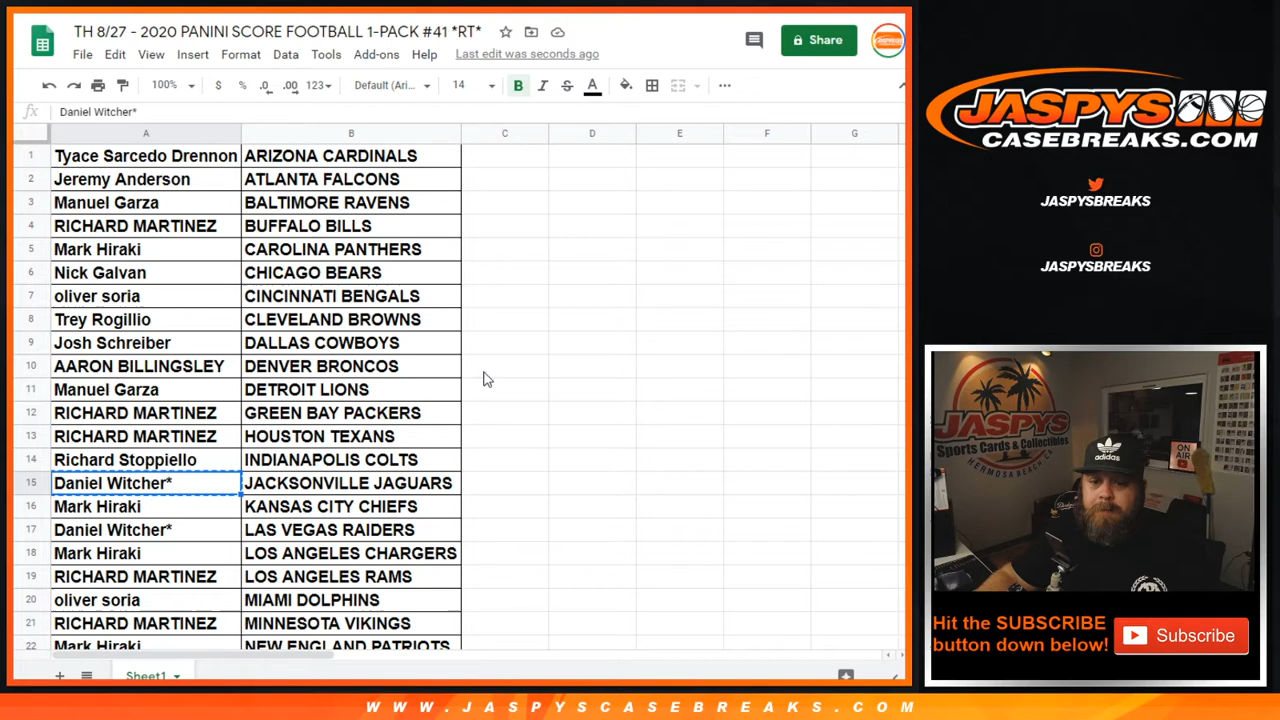 TH 8/27 - 2020 PANINI SCORE FOOTBALL 1-PACK #41 *RT*
File Edit View Insert Format Data Tools Add-ons Help Last edit was seconds ago
Share
100% $ % .0 .00 123 Default (Ari... 14 B I S A
fx Daniel Witcher*
A B C D E F G
1 Tyace Sarcedo Drennon ARIZONA CARDINALS
2 Jeremy Anderson ATLANTA FALCONS
3 Manuel Garza BALTIMORE RAVENS
4 RICHARD MARTINEZ BUFFALO BILLS
5 Mark Hiraki CAROLINA PANTHERS
6 Nick Galvan CHICAGO BEARS
7 oliver soria CINCINNATI BENGALS
8 Trey Rogillio CLEVELAND BROWNS
9 Josh Schreiber DALLAS COWBOYS
10 AARON BILLINGSLEY DENVER BRONCOS
11 Manuel Garza DETROIT LIONS
12 RICHARD MARTINEZ GREEN BAY PACKERS
13 RICHARD MARTINEZ HOUSTON TEXANS
14 Richard Stoppiello INDIANAPOLIS COLTS
15 Daniel Witcher* JACKSONVILLE JAGUARS
16 Mark Hiraki KANSAS CITY CHIEFS
17 Daniel Witcher* LAS VEGAS RAIDERS
18 Mark Hiraki LOS ANGELES CHARGERS
19 RICHARD MARTINEZ LOS ANGELES RAMS
20 oliver soria MIAMI DOLPHINS
21 RICHARD MARTINEZ MINNESOTA VIKINGS
22 Mark Hiraki NEW ENGLAND PATRIOTS
Sheet1
JASPYS
CASEBREAKS.COM
JASPYSBREAKS
JASPYSBREAKS
JASPYS
Sports Cards & Collectibles
HERMOSA BEACH, CA
ON AIR
adidas
Hit the SUBSCRIBE
button down below!
Subscribe
WWW.JASPYSCASEBREAKS.COM